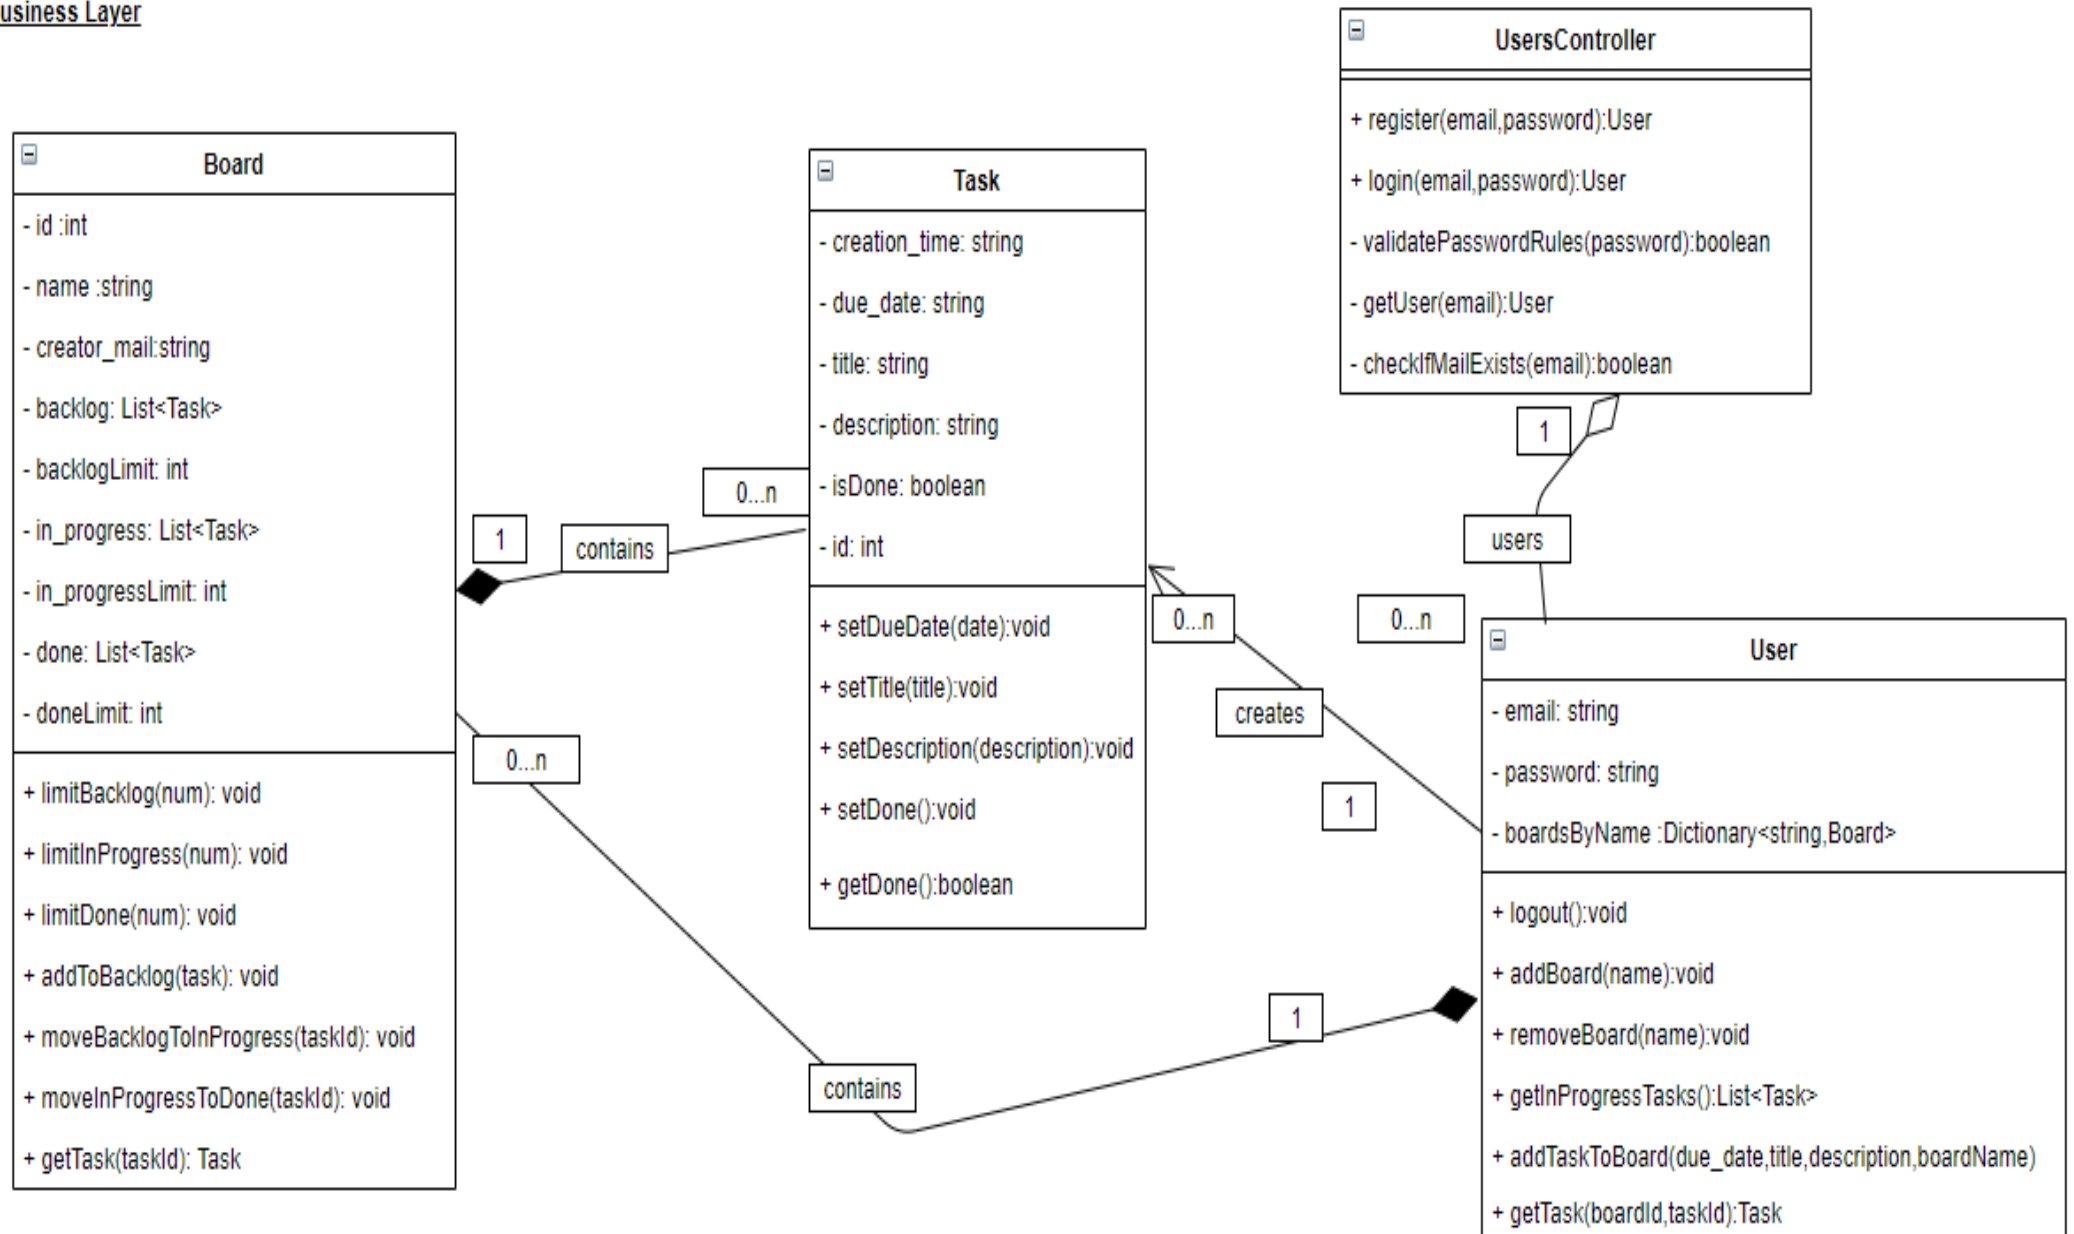 usiness Layer
UsersController
+ register(email,password):User
+ login(email,password):User
- validatePasswordRules(password):boolean
- getUser(email):User
- checkIfMailExists(email):boolean
Board
- id :int
- name :string
- creator_mail:string
- backlog: List<Task>
- backlogLimit: int
- in_progress: List<Task>
- in_progressLimit: int
- done: List<Task>
- doneLimit: int
+ limitBacklog(num): void
+ limitInProgress(num): void
+ limitDone(num): void
+ addToBacklog(task): void
+ moveBacklogToInProgress(taskId): void
+ moveInProgressToDone(taskId): void
+ getTask(taskId): Task
1
contains
0...n
Task
- creation_time: string
- due_date: string
- title: string
- description: string
- isDone: boolean
- id: int
+ setDueDate(date):void
+ setTitle(title):void
+ setDescription(description):void
+ setDone():void
+ getDone():boolean
1
users
0...n
0...n
creates
1
0...n
contains
1
User
- email: string
- password: string
- boardsByName :Dictionary<string,Board>
+ logout():void
+ addBoard(name):void
+ removeBoard(name):void
+ getInProgressTasks():List<Task>
+ addTaskToBoard(due_date,title,description,boardName)
+ getTask(boardId,taskId):Task